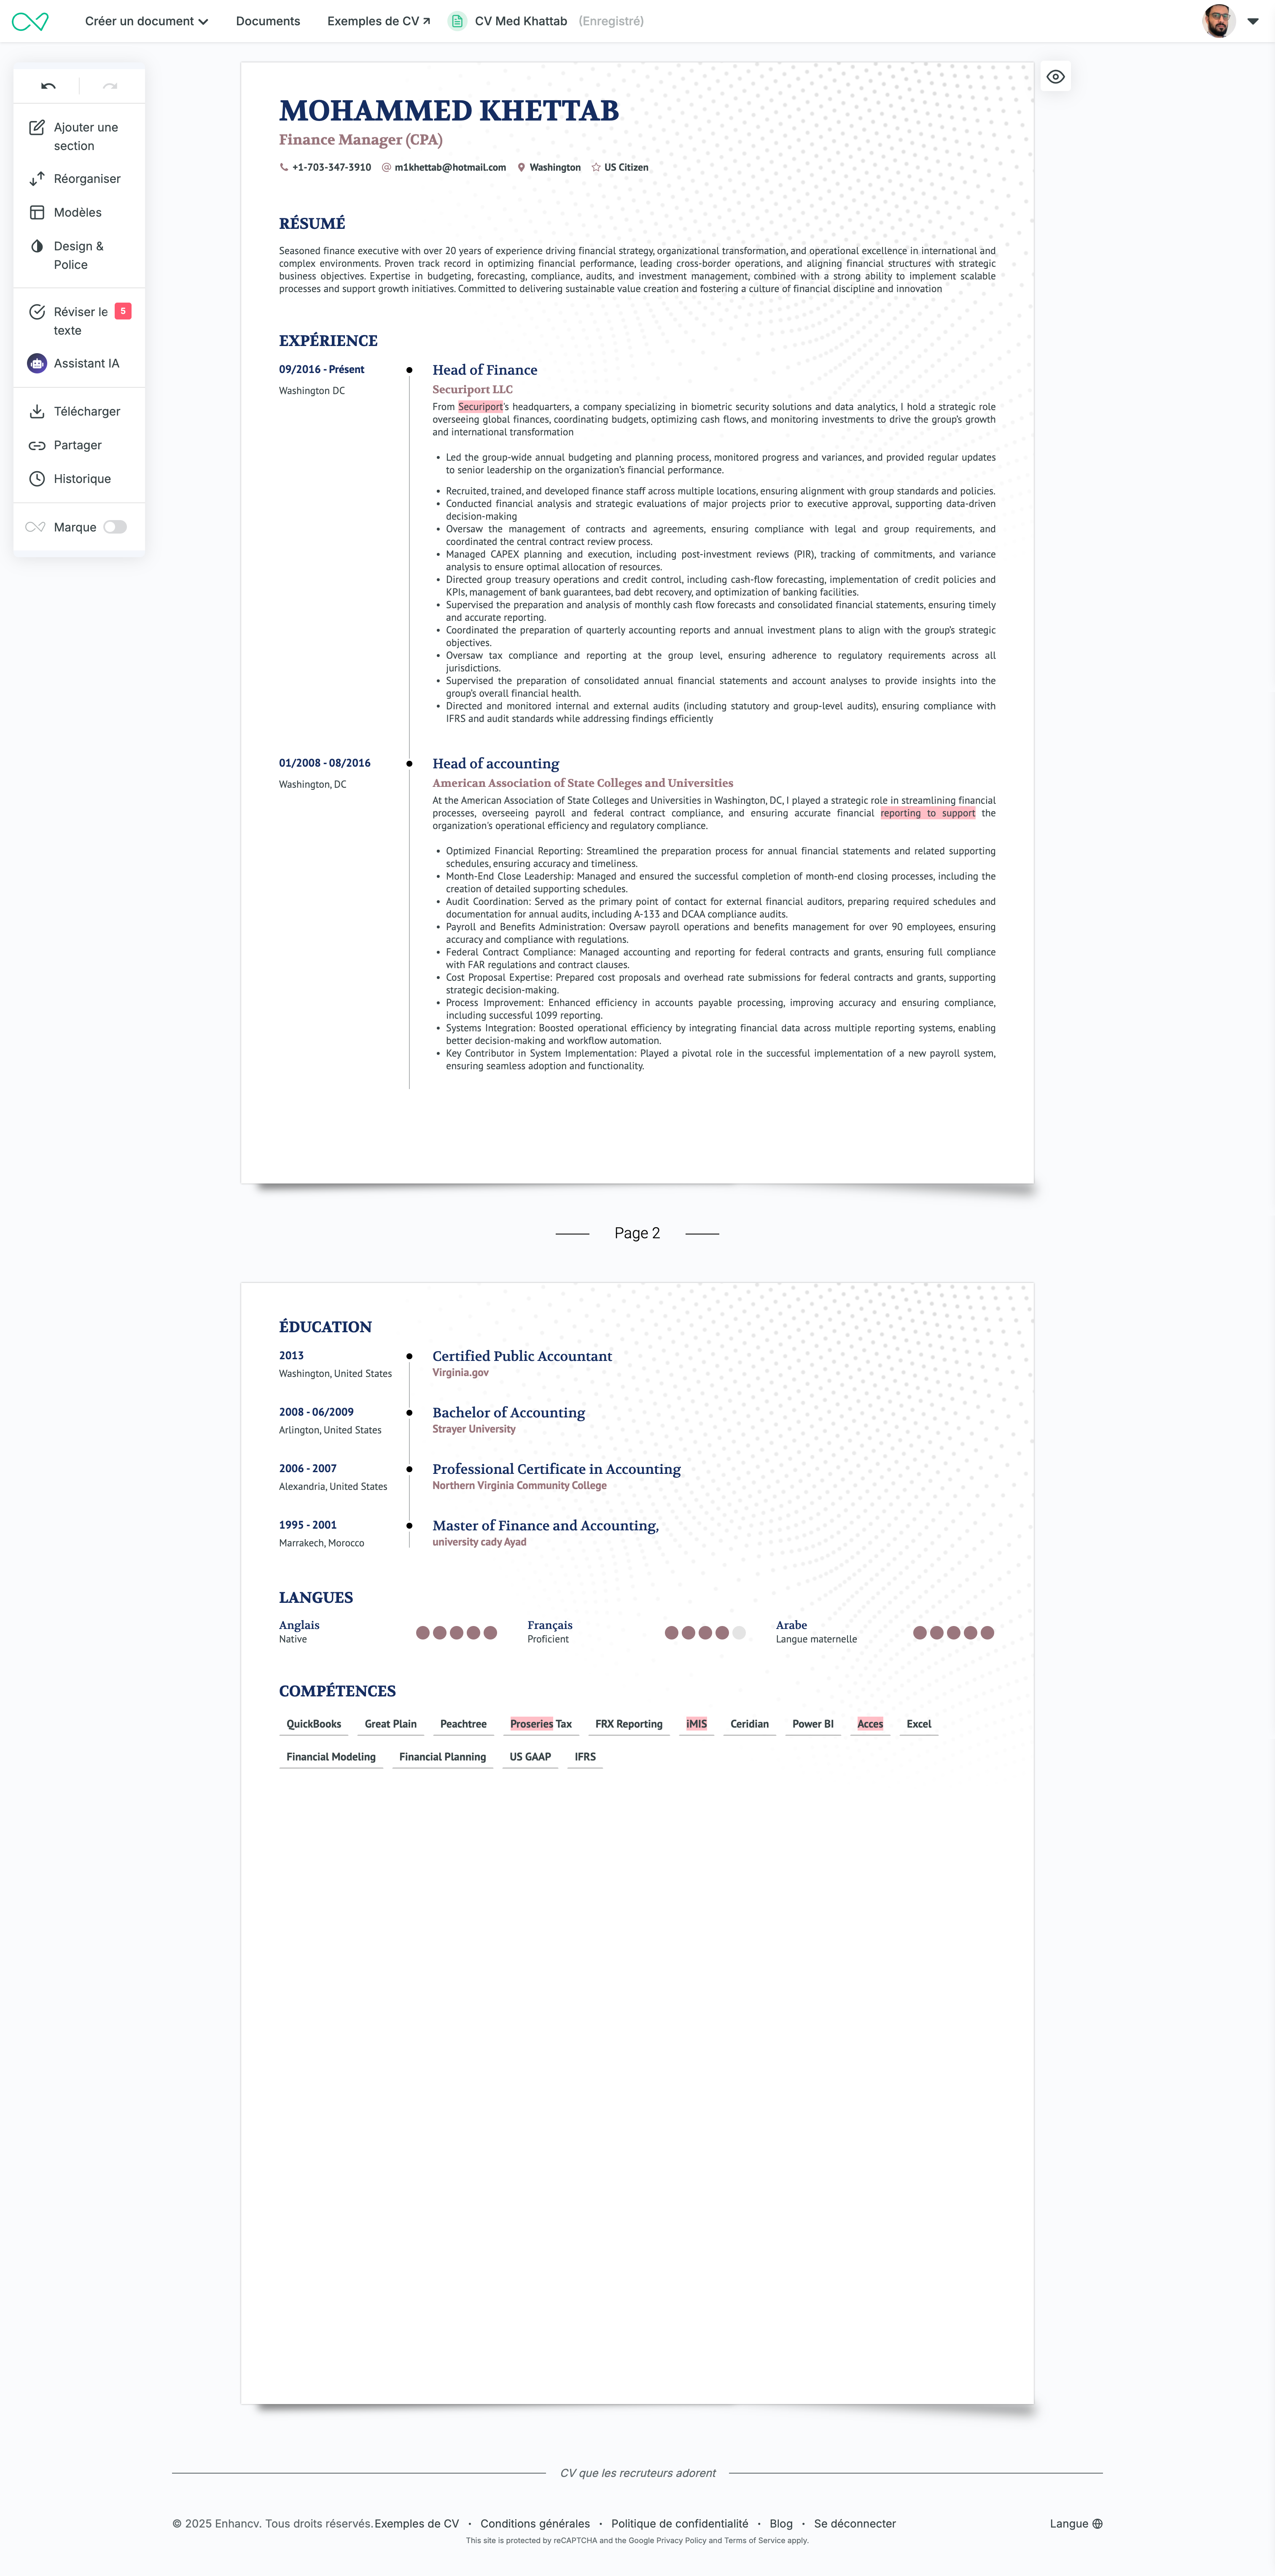 Créer un document Documents Exemples de CV CV Med Khattab (Enregistré)
Ajouter une
section
Réorganiser
Modèles
Design &
Police
Réviser le 5
texte
Assistant IA
Télécharger
Partager
Historique
Marque
MOHAMMED KHETTAB
Finance Manager (CPA)
+1-703-347-3910 @ m1khettab@hotmail.com Washington US Citizen
RÉSUMÉ
Seasoned finance executive with over 20 years of experience driving financial strategy, organizational transformation, and operational excellence in international and
complex environments. Proven track record in optimizing financial performance, leading cross-border operations, and aligning financial structures with strategic
business objectives. Expertise in budgeting, forecasting, compliance, audits, and investment management, combined with a strong ability to implement scalable
processes and support growth initiatives. Committed to delivering sustainable value creation and fostering a culture of financial discipline and innovation
EXPÉRIENCE
09/2016 - Présent
Washington DC
Head of Finance
Securiport LLC
From Securiport's headquarters, a company specializing in biometric security solutions and data analytics, I hold a strategic role
overseeing global finances, coordinating budgets, optimizing cash flows, and monitoring investments to drive the group's growth
and international transformation
• Led the group-wide annual budgeting and planning process, monitored progress and variances, and provided regular updates
to senior leadership on the organization's financial performance.
• Recruited, trained, and developed finance staff across multiple locations, ensuring alignment with group standards and policies.
• Conducted financial analysis and strategic evaluations of major projects prior to executive approval, supporting data-driven
decision-making
• Oversaw the management of contracts and agreements, ensuring compliance with legal and group requirements, and
coordinated the central contract review process.
• Managed CAPEX planning and execution, including post-investment reviews (PIR), tracking of commitments, and variance
analysis to ensure optimal allocation of resources.
• Directed group treasury operations and credit control, including cash-flow forecasting, implementation of credit policies and
KPIs, management of bank guarantees, bad debt recovery, and optimization of banking facilities.
• Supervised the preparation and analysis of monthly cash flow forecasts and consolidated financial statements, ensuring timely
and accurate reporting.
• Coordinated the preparation of quarterly accounting reports and annual investment plans to align with the group's strategic
objectives.
• Oversaw tax compliance and reporting at the group level, ensuring adherence to regulatory requirements across all
jurisdictions.
• Supervised the preparation of consolidated annual financial statements and account analyses to provide insights into the
group's overall financial health.
• Directed and monitored internal and external audits (including statutory and group-level audits), ensuring compliance with
IFRS and audit standards while addressing findings efficiently
01/2008 - 08/2016
Washington, DC
Head of accounting
American Association of State Colleges and Universities
At the American Association of State Colleges and Universities in Washington, DC, I played a strategic role in streamlining financial
processes, overseeing payroll and federal contract compliance, and ensuring accurate financial reporting to support the
organization's operational efficiency and regulatory compliance.
• Optimized Financial Reporting: Streamlined the preparation process for annual financial statements and related supporting
schedules, ensuring accuracy and timeliness.
• Month-End Close Leadership: Managed and ensured the successful completion of month-end closing processes, including the
creation of detailed supporting schedules.
• Audit Coordination: Served as the primary point of contact for external financial auditors, preparing required schedules and
documentation for annual audits, including A-133 and DCAA compliance audits.
• Payroll and Benefits Administration: Oversaw payroll operations and benefits management for over 90 employees, ensuring
accuracy and compliance with regulations.
• Federal Contract Compliance: Managed accounting and reporting for federal contracts and grants, ensuring full compliance
with FAR regulations and contract clauses.
• Cost Proposal Expertise: Prepared cost proposals and overhead rate submissions for federal contracts and grants, supporting
strategic decision-making.
• Process Improvement: Enhanced efficiency in accounts payable processing, improving accuracy and ensuring compliance,
including successful 1099 reporting.
• Systems Integration: Boosted operational efficiency by integrating financial data across multiple reporting systems, enabling
better decision-making and workflow automation.
• Key Contributor in System Implementation: Played a pivotal role in the successful implementation of a new payroll system,
ensuring seamless adoption and functionality.
Page 2
ÉDUCATION
2013
Washington, United States
Certified Public Accountant
Virginia.gov
2008 - 06/2009
Arlington, United States
Bachelor of Accounting
Strayer University
2006 - 2007
Alexandria, United States
Professional Certificate in Accounting
Northern Virginia Community College
1995 - 2001
Marrakech, Morocco
Master of Finance and Accounting,
university cady Ayad
LANGUES
Anglais
Native
Français
Proficient
Arabe
Langue maternelle
COMPÉTENCES
QuickBooks Great Plain Peachtree Proseries Tax FRX Reporting iMIS Ceridian Power BI Acces Excel
Financial Modeling Financial Planning US GAAP IFRS
CV que les recruteurs adorent
© 2025 Enhancv. Tous droits réservés. Exemples de CV • Conditions générales • Politique de confidentialité • Blog • Se déconnecter Langue
This site is protected by reCAPTCHA and the Google Privacy Policy and Terms of Service apply.